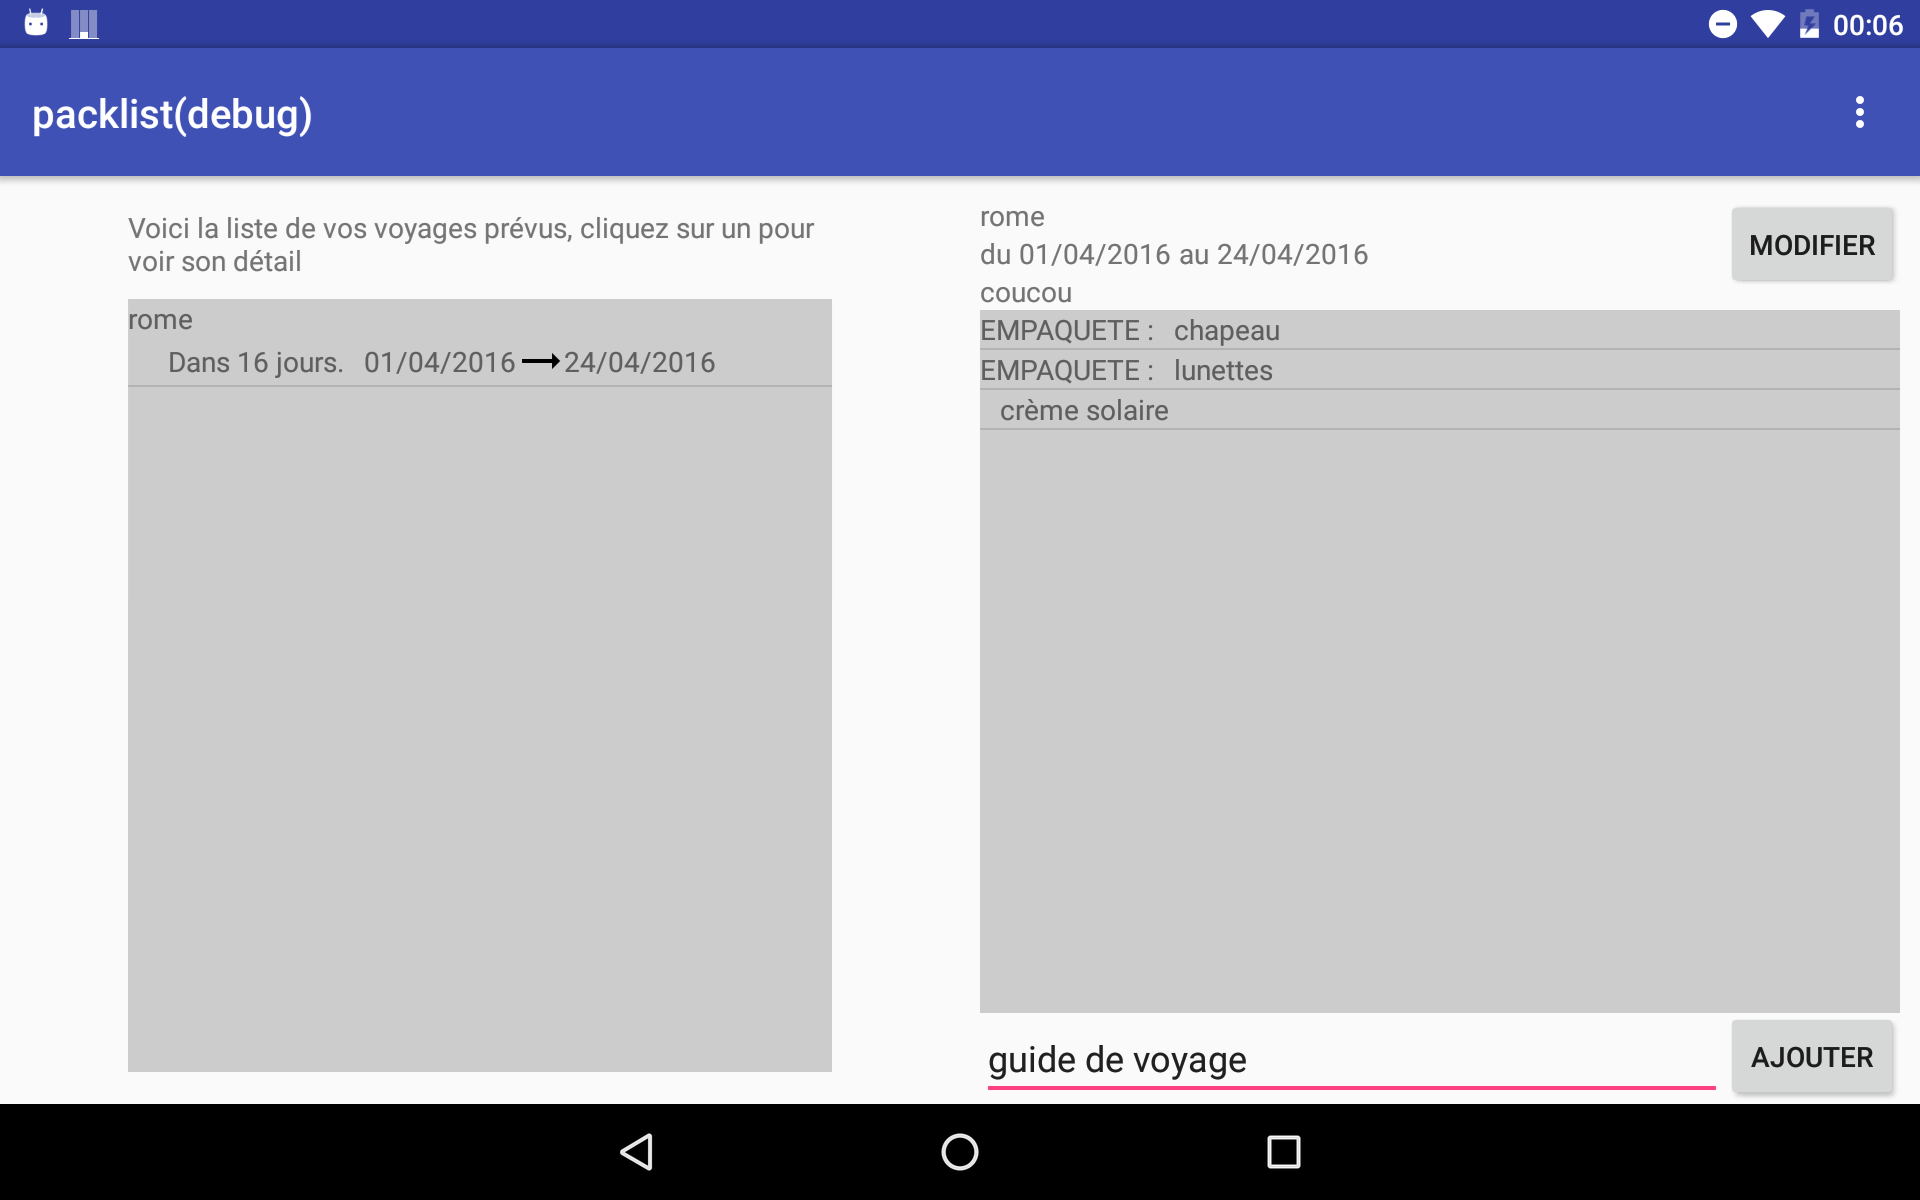 00:06
packlist(debug)
Voici la liste de vos voyages prévus, cliquez sur un pour
voir son détail
rome
Dans 16 jours. 01/04/2016 24/04/2016
rome
du 01/04/2016 au 24/04/2016
coucou
MODIFIER
EMPAQUETE : chapeau
EMPAQUETE : lunettes
crème solaire
guide de voyage
AJOUTER